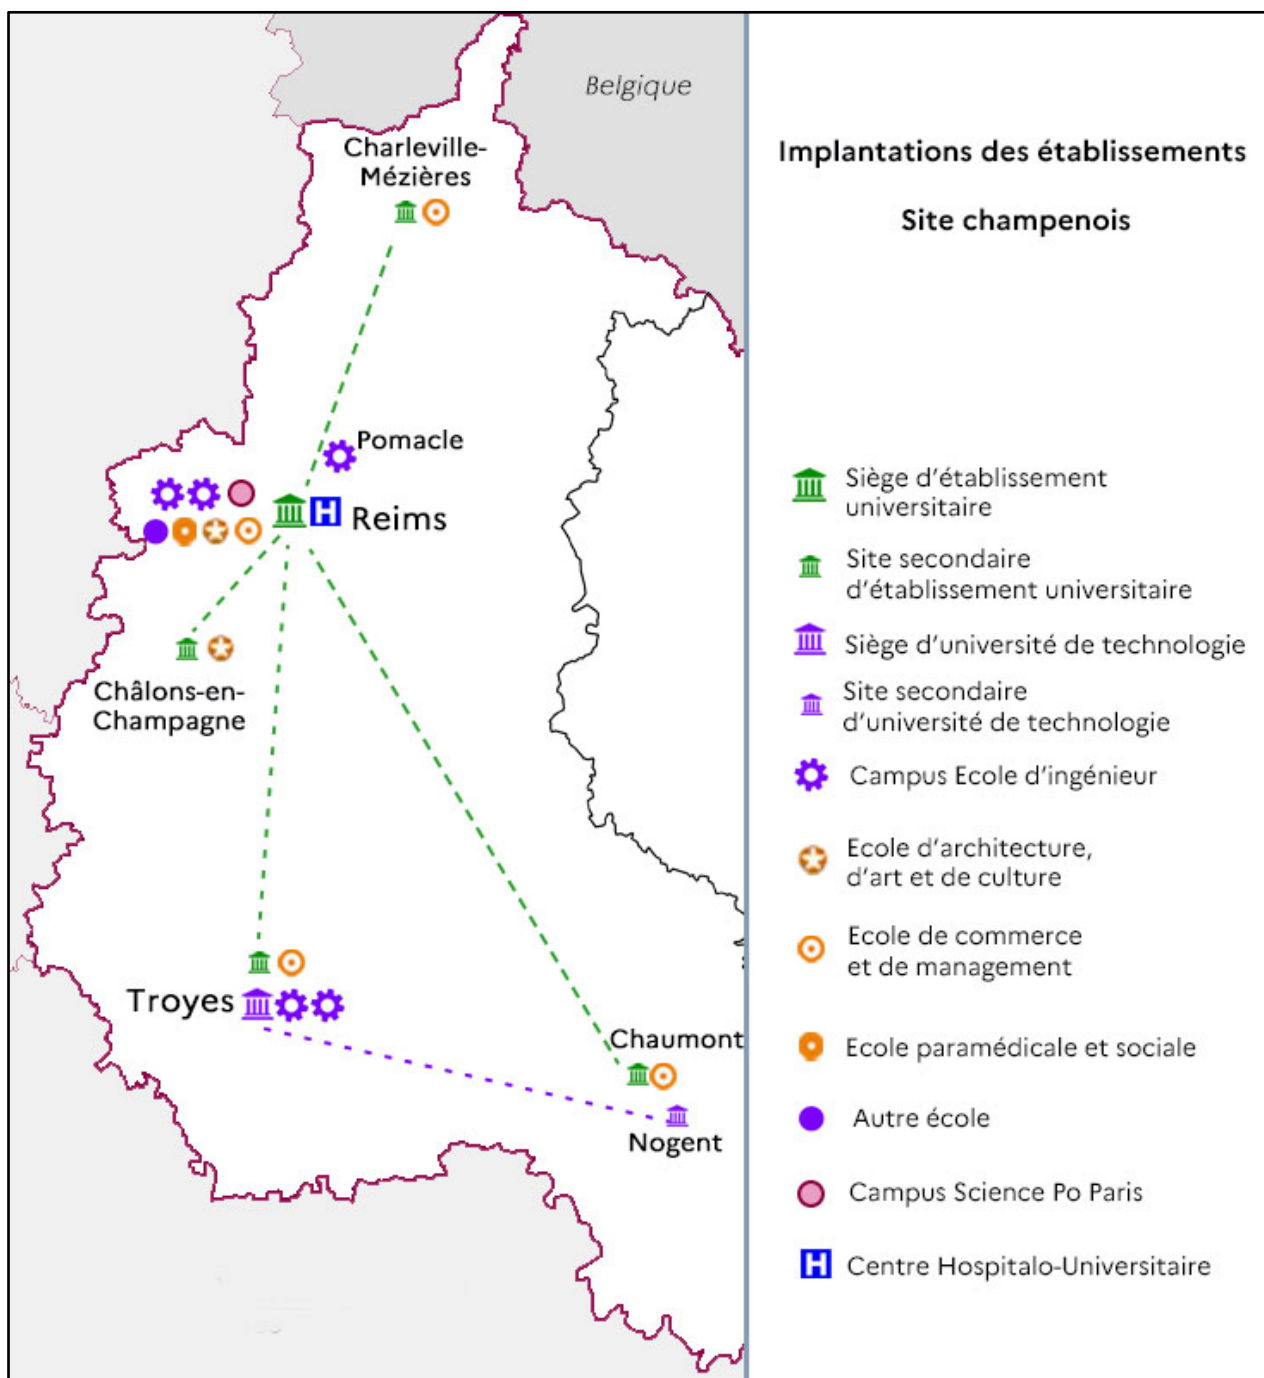 Belgique
Charleville-
Mézières
Pomacle
H
Reims
Châlons-en-
Champagne
Troyes
Chaumont
Nogent
Implantations des établissements
Site champenois
Siège d'établissement
universitaire
Site secondaire
d'établissement universitaire
Siège d'université de technologie
Site secondaire
d'université de technologie
Campus Ecole d'ingénieur
Ecole d'architecture,
d'art et de culture
Ecole de commerce
et de management
Ecole paramédicale et sociale
Autre école
Campus Science Po Paris
H
Centre Hospitalo-Universitaire